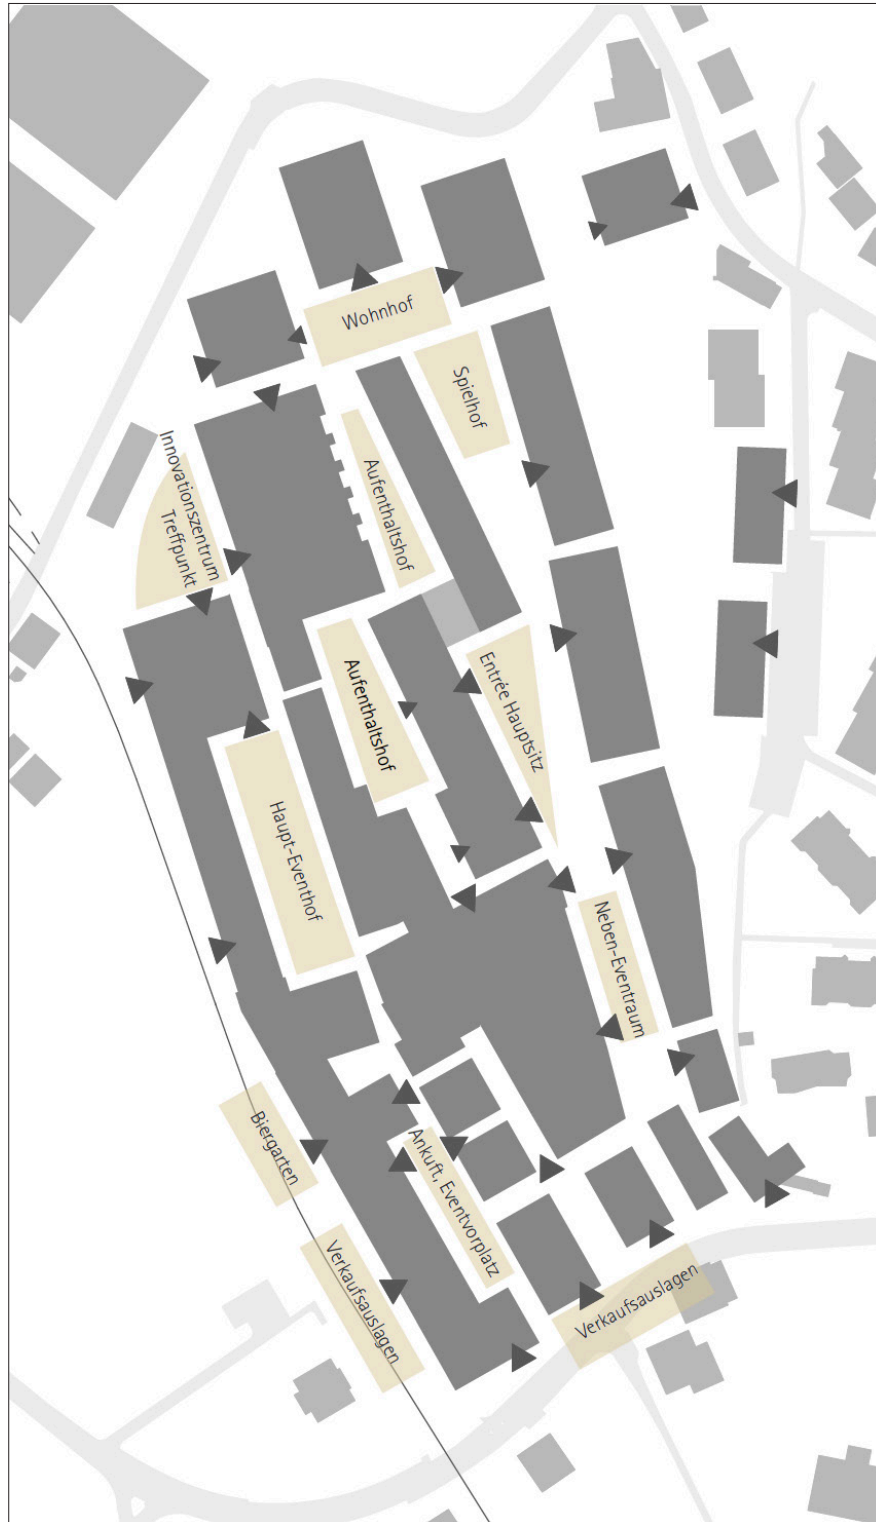 Wohnhof
Spielhof
Innovationszentrum
Treffpunkt
Aufenthaltshof
Aufenthaltshof
Entrée Hauptsitz
Haupt-Eventhof
Neben-Eventraum
Biergarten
Ankuft, Eventvorplatz
Verkaufsauslagen
Verkaufsauslagen